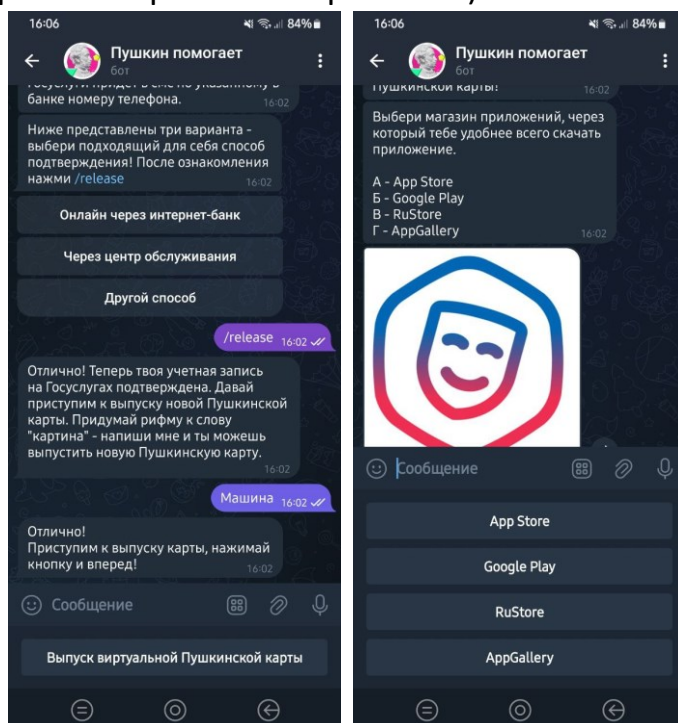 16:06
84%
Пушкин помогает
бот
банке номеру телефона.
16:02
Ниже представлены три варианта -
выбери подходящий для себя способ
подтверждения! После ознакомления
нажми /release
16:02
Онлайн через интернет-банк
Через центр обслуживания
Другой способ
/release 16:02
Отлично! Теперь твоя учетная запись
на Госуслугах подтверждена. Давай
приступим к выпуску новой Пушкинской
карты. Придумай рифму к слову
"картина" - напиши мне и ты можешь
выпустить новую Пушкинскую карту.
16:02
Машина 16:02
Отлично!
Приступим к выпуску карты, нажимай
кнопку и вперед!
16:02
Сообщение
Выпуск виртуальной Пушкинской карты
16:06
84%
Пушкин помогает
бот
Пушкинской карты!
16:02
Выбери магазин приложений, через
который тебе удобнее всего скачать
приложение.
А - App Store
Б - Google Play
В - RuStore
Г - AppGallery
16:02
Сообщение
App Store
Google Play
RuStore
AppGallery